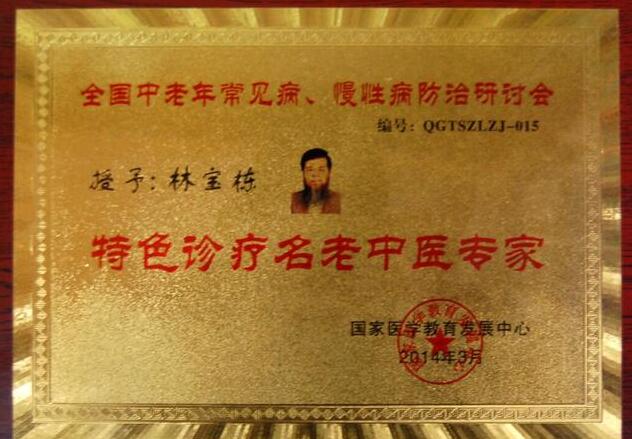 全国中老年常见病、慢性病防治研讨会
编号：QGTSZLZJ-015
授予：林宝栋
特色诊疗名老中医专家
国家医学教育发展中心
2014年3月